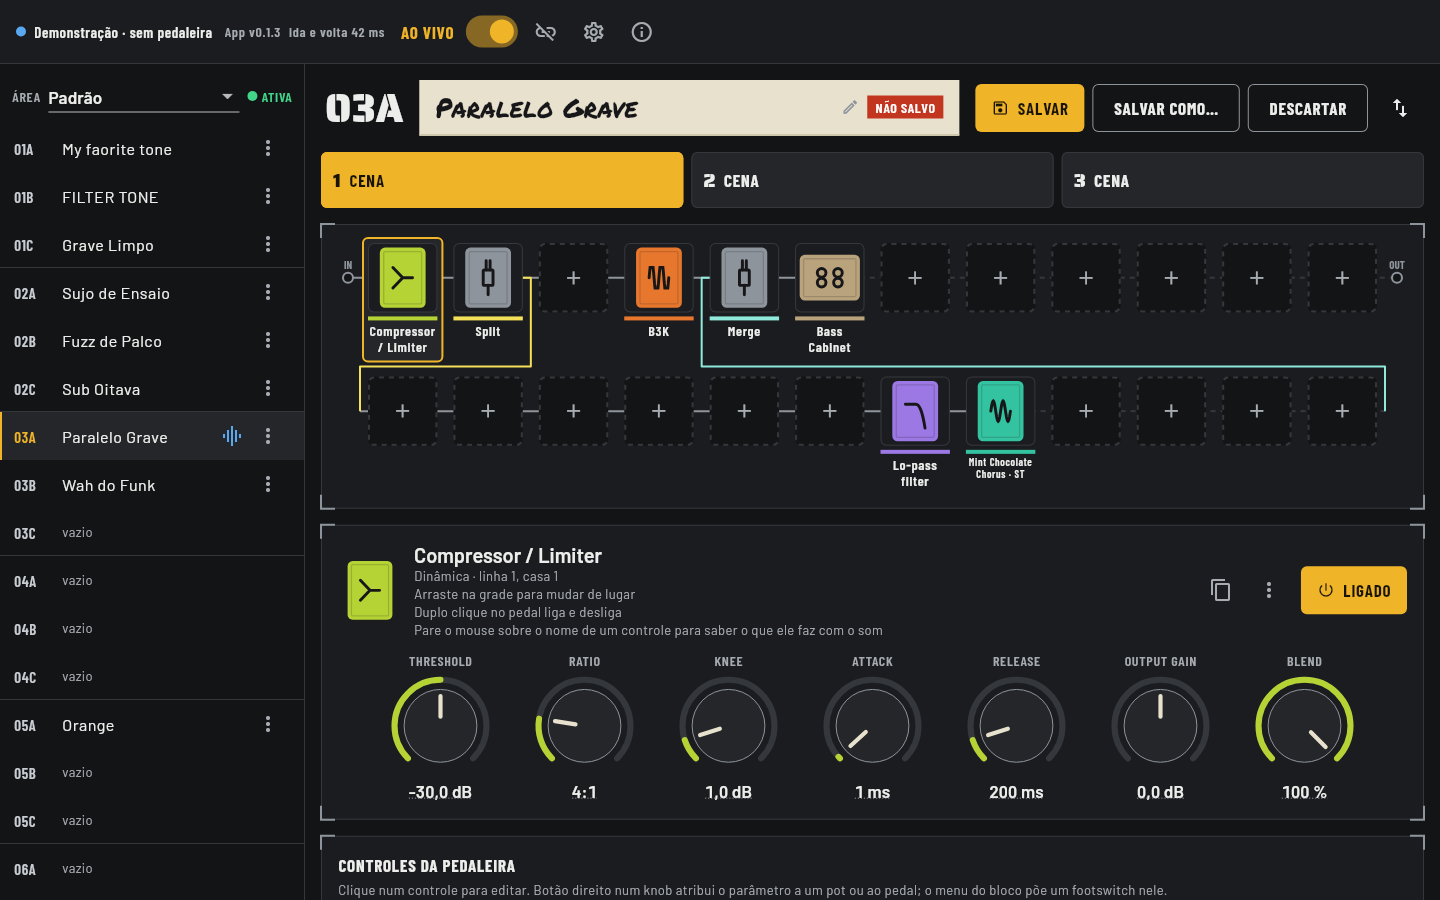 Demonstração · sem pedaleira App v0.1.3 Ida e volta 42 ms AO VIVO
ÁREA Padrão ATIVA
01A My faorite tone
01B FILTER TONE
01C Grave Limpo
02A Sujo de Ensaio
02B Fuzz de Palco
02C Sub Oitava
03A Paralelo Grave
03B Wah do Funk
03C vazio
04A vazio
04B vazio
04C vazio
05A Orange
05B vazio
05C vazio
06A vazio
03A Paralelo Grave NÃO SALVO SALVAR SALVAR COMO... DESCARTAR
1 CENA 2 CENA 3 CENA
IN OUT
88
Compressor / Limiter
Split
B3K
Merge
Bass Cabinet
Lo-pass filter
Mint Chocolate Chorus · ST
Compressor / Limiter
Dinâmica · linha 1, casa 1
Arraste na grade para mudar de lugar
Duplo clique no pedal liga e desliga
Pare o mouse sobre o nome de um controle para saber o que ele faz com o som
LIGADO
THRESHOLD RATIO KNEE ATTACK RELEASE OUTPUT GAIN BLEND
-30,0 dB 4:1 1,0 dB 1 ms 200 ms 0,0 dB 100 %
CONTROLES DA PEDALEIRA
Clique num controle para editar. Botão direito num knob atribui o parâmetro a um pot ou ao pedal; o menu do bloco põe um footswitch nele.